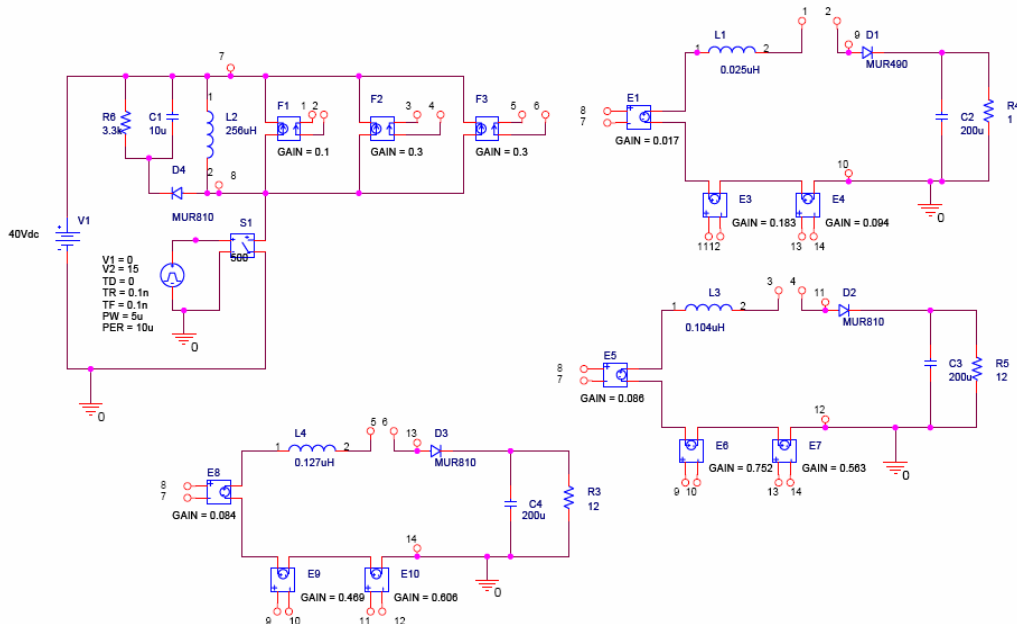 7
R6
3.3k
C1
10u
1
L2
256uH
2
8
D4
MUR810
F1
1 2
GAIN = 0.1
F2
3 4
GAIN = 0.3
F3
5 6
GAIN = 0.3
V1
40Vdc
+
-
S1
V1 = 0
V2 = 15
TD = 0
TR = 0.1n
TF = 0.1n
PW = 5u
PER = 10u
0
0
1 2
L1
1 2
0.025uH
9 D1
MUR490
E1
8
7
GAIN = 0.017
C2
200u
R4
1
10
E3
GAIN = 0.183
1112
E4
GAIN = 0.094
13 14
0
3 4
L3
1 2
0.104uH
11 D2
MUR810
E5
8
7
GAIN = 0.086
C3
200u
R5
12
12
E6
GAIN = 0.752
9 10
E7
GAIN = 0.563
13 14
0
5 6
L4
1 2
0.127uH
13 D3
MUR810
E8
8
7
GAIN = 0.084
C4
200u
R3
12
14
E9
GAIN = 0.469
9 10
E10
GAIN = 0.606
11 12
0